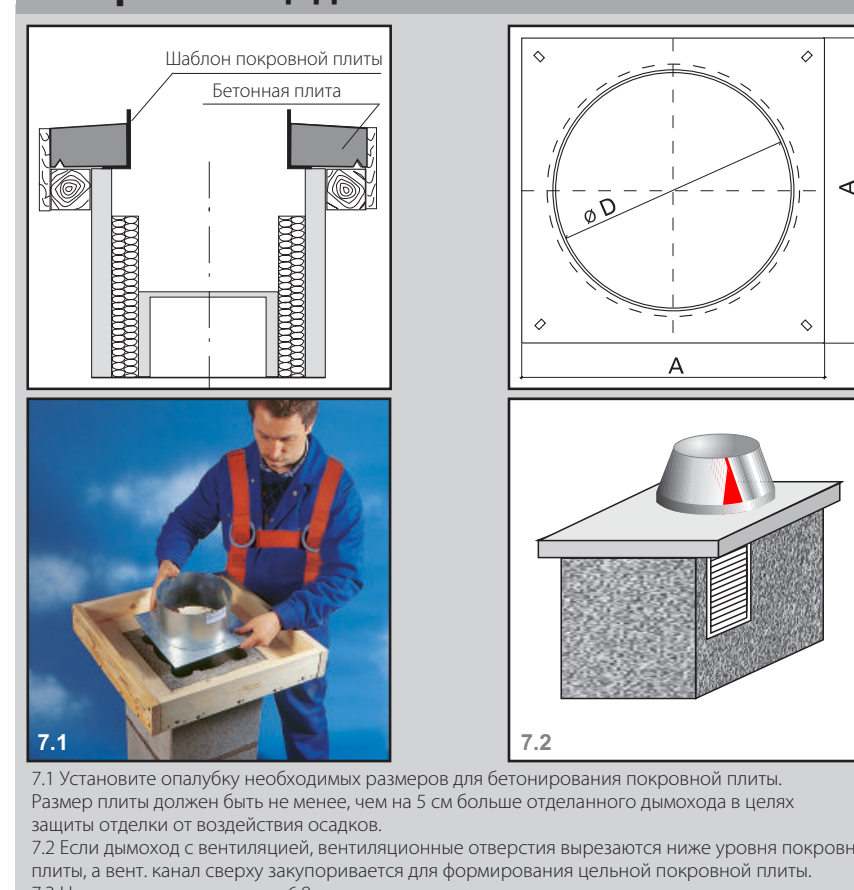 Шаблон покровной плиты
Бетонная плита
ø D
A
A
7.1
7.2
7.1 Установите опалубку необходимых размеров для бетонирования покровной плиты.
Размер плиты должен быть не менее, чем на 5 см больше отделанного дымохода в целях
защиты отделки от воздействия осадков.
7.2 Если дымоход с вентиляцией, вентиляционные отверстия вырезаются ниже уровня покровн
плиты, а вент. канал сверху закупоривается для формирования цельной покровной плиты.